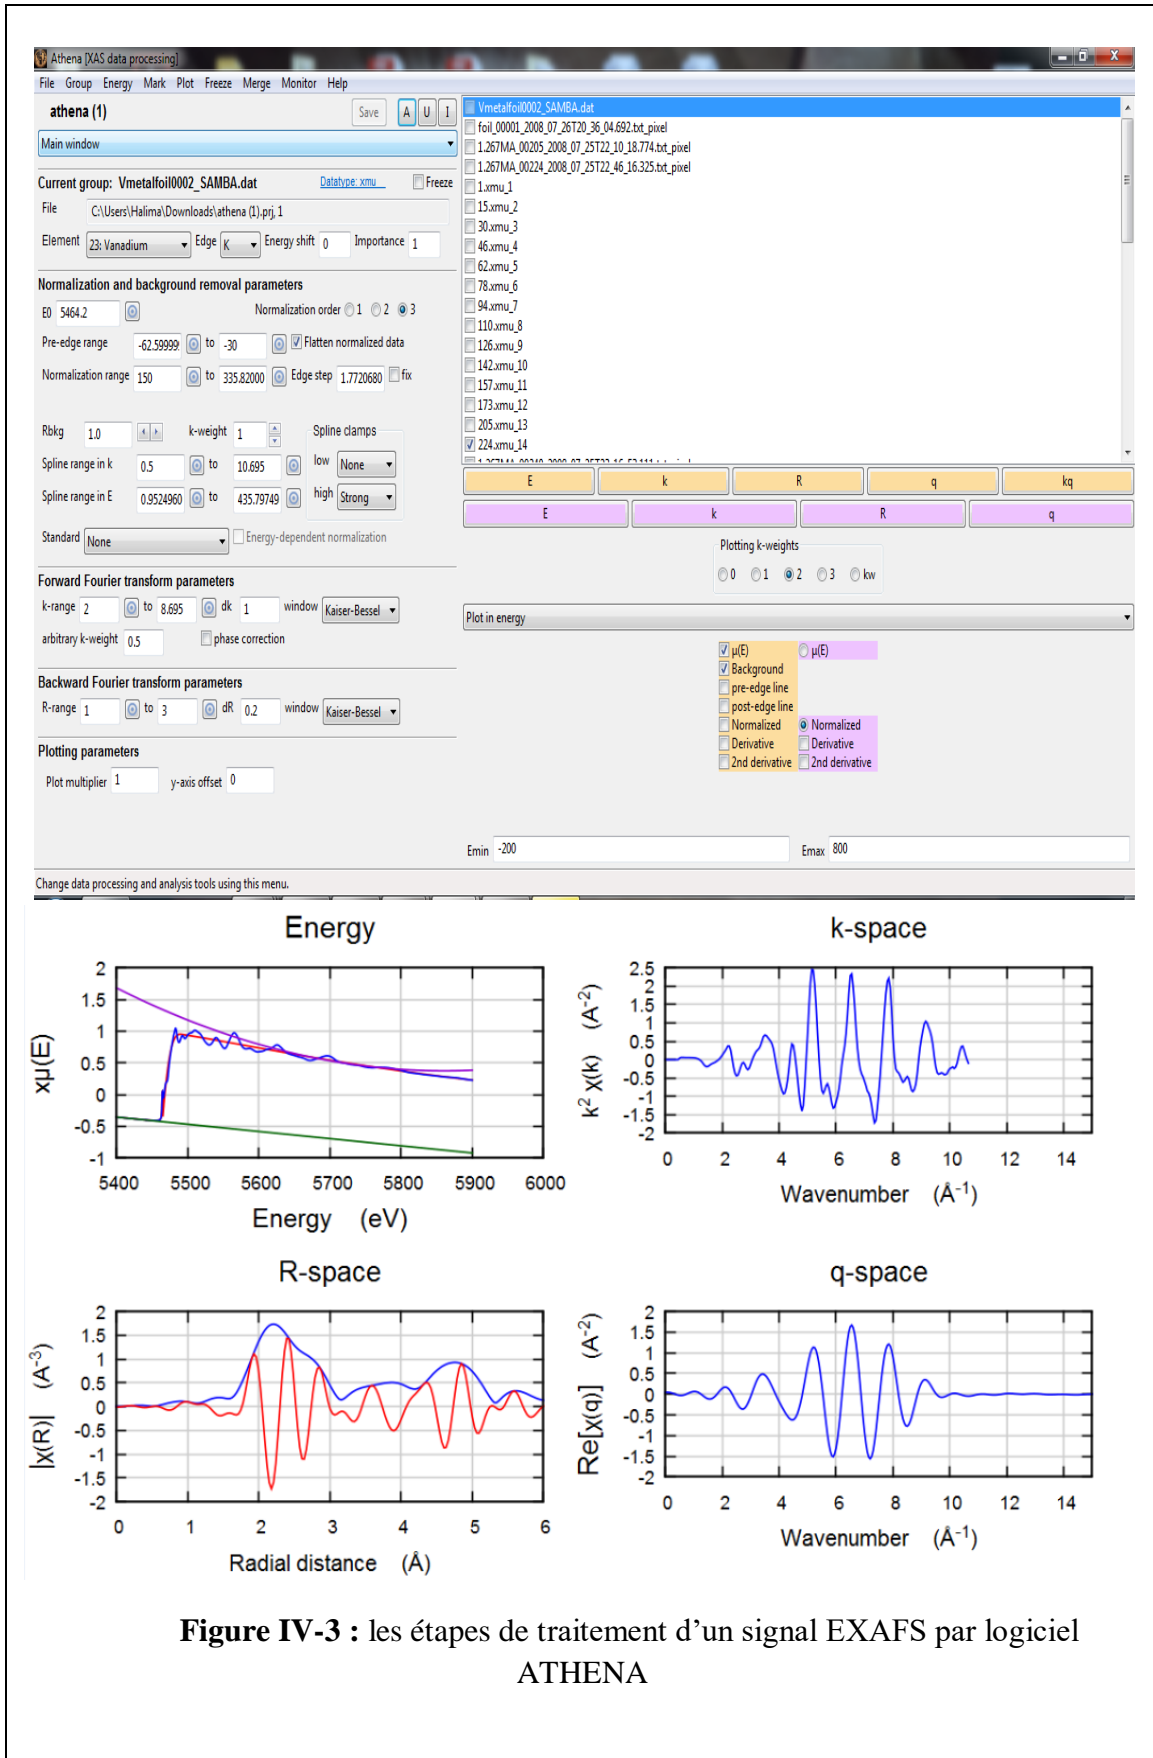 Athena [XAS data processing]
File Group Energy Mark Plot Freeze Merge Monitor Help
athena (1) Save A U I
Main window
Current group: Vmetalfoil0002_SAMBA.dat Datatype: xmu Freeze
File C:\Users\Halima\Downloads\athena (1).prj, 1
Element 23: Vanadium Edge K Energy shift 0 Importance 1
Normalization and background removal parameters
E0 5464.2 Normalization order 1 2 3
Pre-edge range -62.59999 to -30 Flatten normalized data
Normalization range 150 to 335.82000 Edge step 1.7720680 fix
Rbkg 1.0 k-weight 1 Spline clamps
Spline range in k 0.5 to 10.695 low None
Spline range in E 0.9524960 to 435.79749 high Strong
Standard None Energy-dependent normalization
Forward Fourier transform parameters
k-range 2 to 8.695 dk 1 window Kaiser-Bessel
arbitrary k-weight 0.5 phase correction
Backward Fourier transform parameters
R-range 1 to 3 dR 0.2 window Kaiser-Bessel
Plotting parameters
Plot multiplier 1 y-axis offset 0
Vmetalfoil0002_SAMBA.dat
foil_00001_2008_07_26T20_36_04.692.txt_pixel
1.267MA_00205_2008_07_25T22_10_18.774.txt_pixel
1.267MA_00224_2008_07_25T22_46_16.325.txt_pixel
1.xmu_1
15.xmu_2
30.xmu_3
46.xmu_4
62.xmu_5
78.xmu_6
94.xmu_7
110.xmu_8
126.xmu_9
142.xmu_10
157.xmu_11
173.xmu_12
205.xmu_13
224.xmu_14
E k R q kq
E k R q
Plotting k-weights
0 1 2 3 kw
Plot in energy
μ(E) μ(E)
Background
pre-edge line
post-edge line
Normalized Normalized
Derivative Derivative
2nd derivative 2nd derivative
Emin -200 Emax 800
Change data processing and analysis tools using this menu.
Energy
xμ(E)
2
1.5
1
0.5
0
-0.5
-1
5400 5500 5600 5700 5800 5900 6000
Energy (eV)
k-space
k² χ(k) (A⁻²)
2.5
2
1.5
1
0.5
0
-0.5
-1
-1.5
-2
0 2 4 6 8 10 12 14
Wavenumber (Å⁻¹)
R-space
|χ(R)| (A⁻³)
2
1.5
1
0.5
0
-0.5
-1
-1.5
-2
0 1 2 3 4 5 6
Radial distance (Å)
q-space
Re[χ(q)] (A⁻²)
2
1.5
1
0.5
0
-0.5
-1
-1.5
-2
0 2 4 6 8 10 12 14
Wavenumber (Å⁻¹)
Figure IV-3 : les étapes de traitement d’un signal EXAFS par logiciel
ATHENA